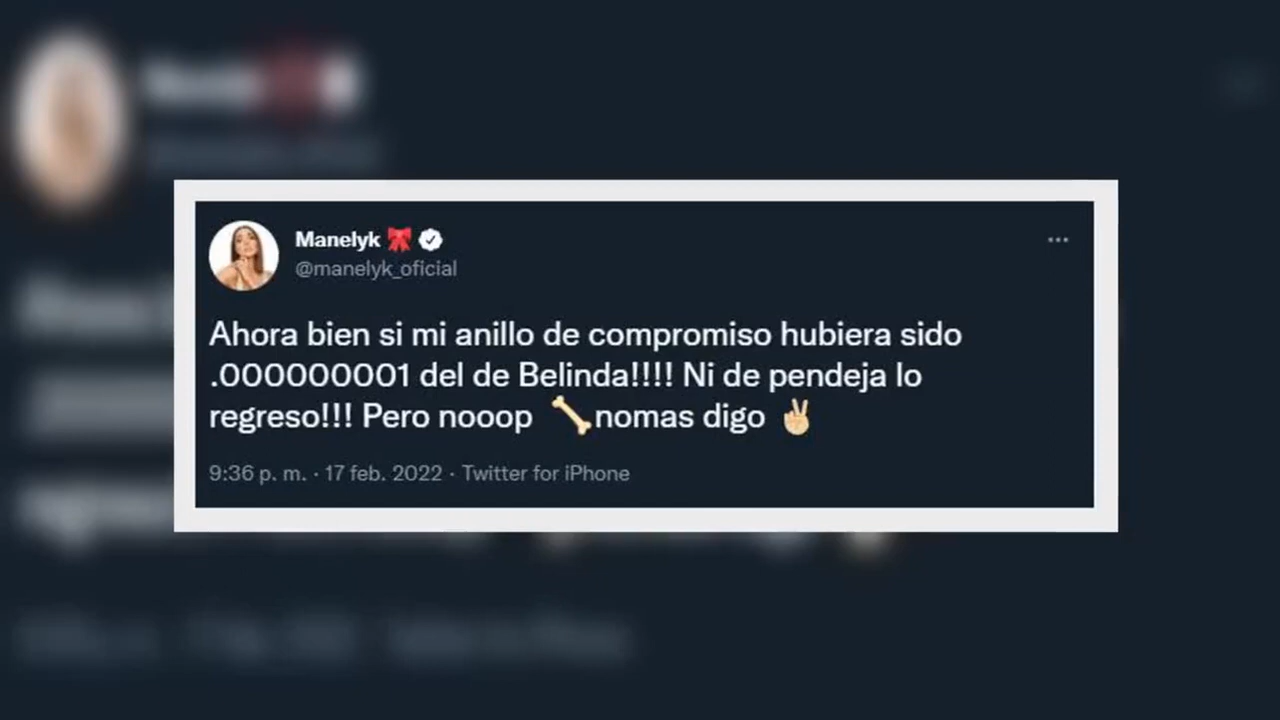 Manelyk 🎀
@manelyk_oficial
Ahora bien si mi anillo de compromiso hubiera sido
.000000001 del de Belinda!!!! Ni de pendeja lo
regreso!!! Pero nooop 🦴nomas digo ✌🏼
9:36 p. m. · 17 feb. 2022 · Twitter for iPhone